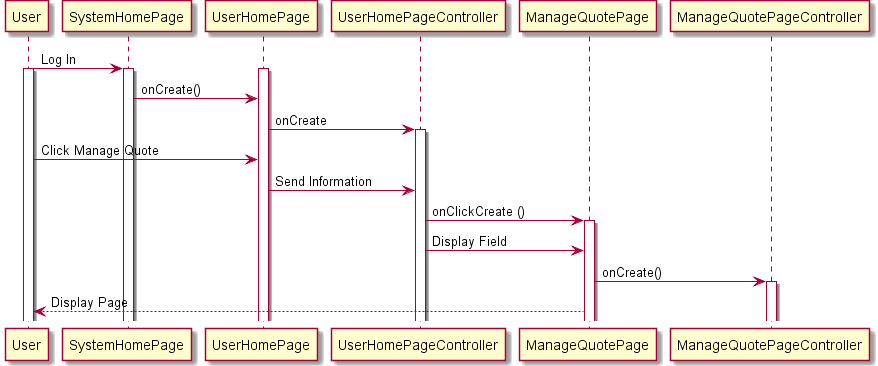 User SystemHomePage UserHomePage UserHomePageController ManageQuotePage ManageQuotePageController
Log In
onCreate()
onCreate
Click Manage Quote
Send Information
onClickCreate ()
Display Field
onCreate()
Display Page
User SystemHomePage UserHomePage UserHomePageController ManageQuotePage ManageQuotePageController